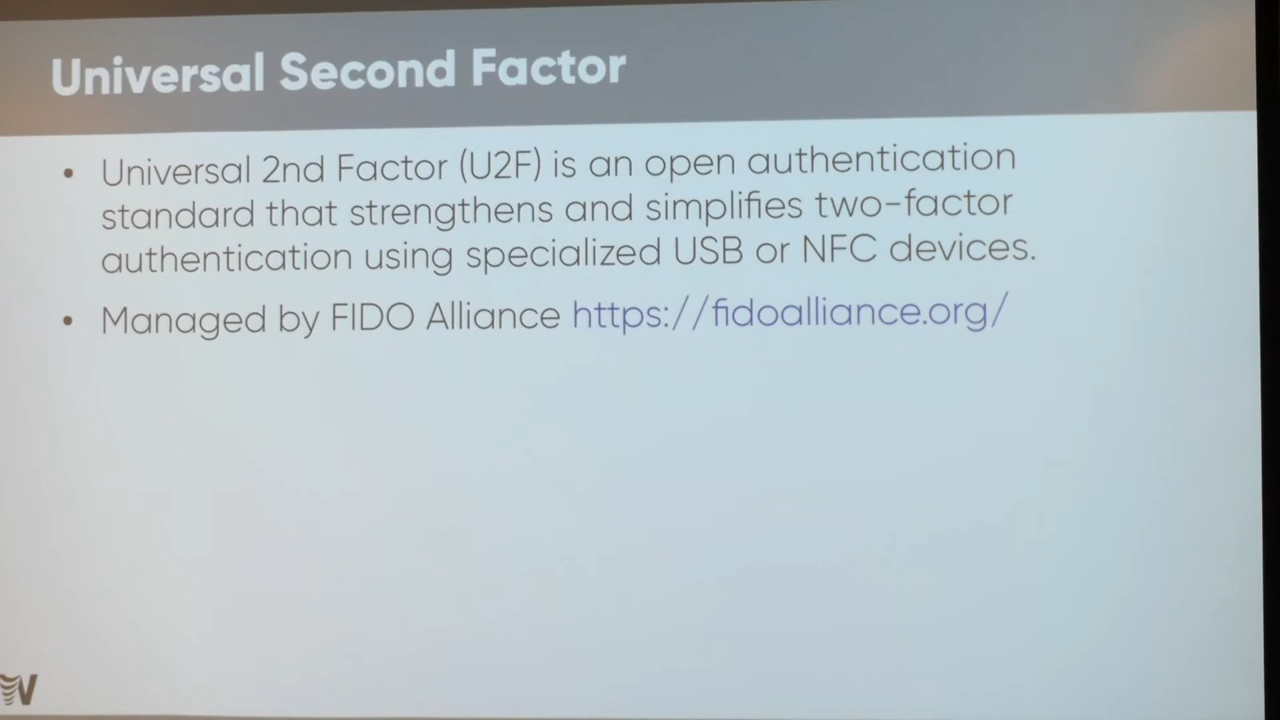 Universal Second Factor
• Universal 2nd Factor (U2F) is an open authentication
standard that strengthens and simplifies two-factor
authentication using specialized USB or NFC devices.
• Managed by FIDO Alliance https://fidoalliance.org/